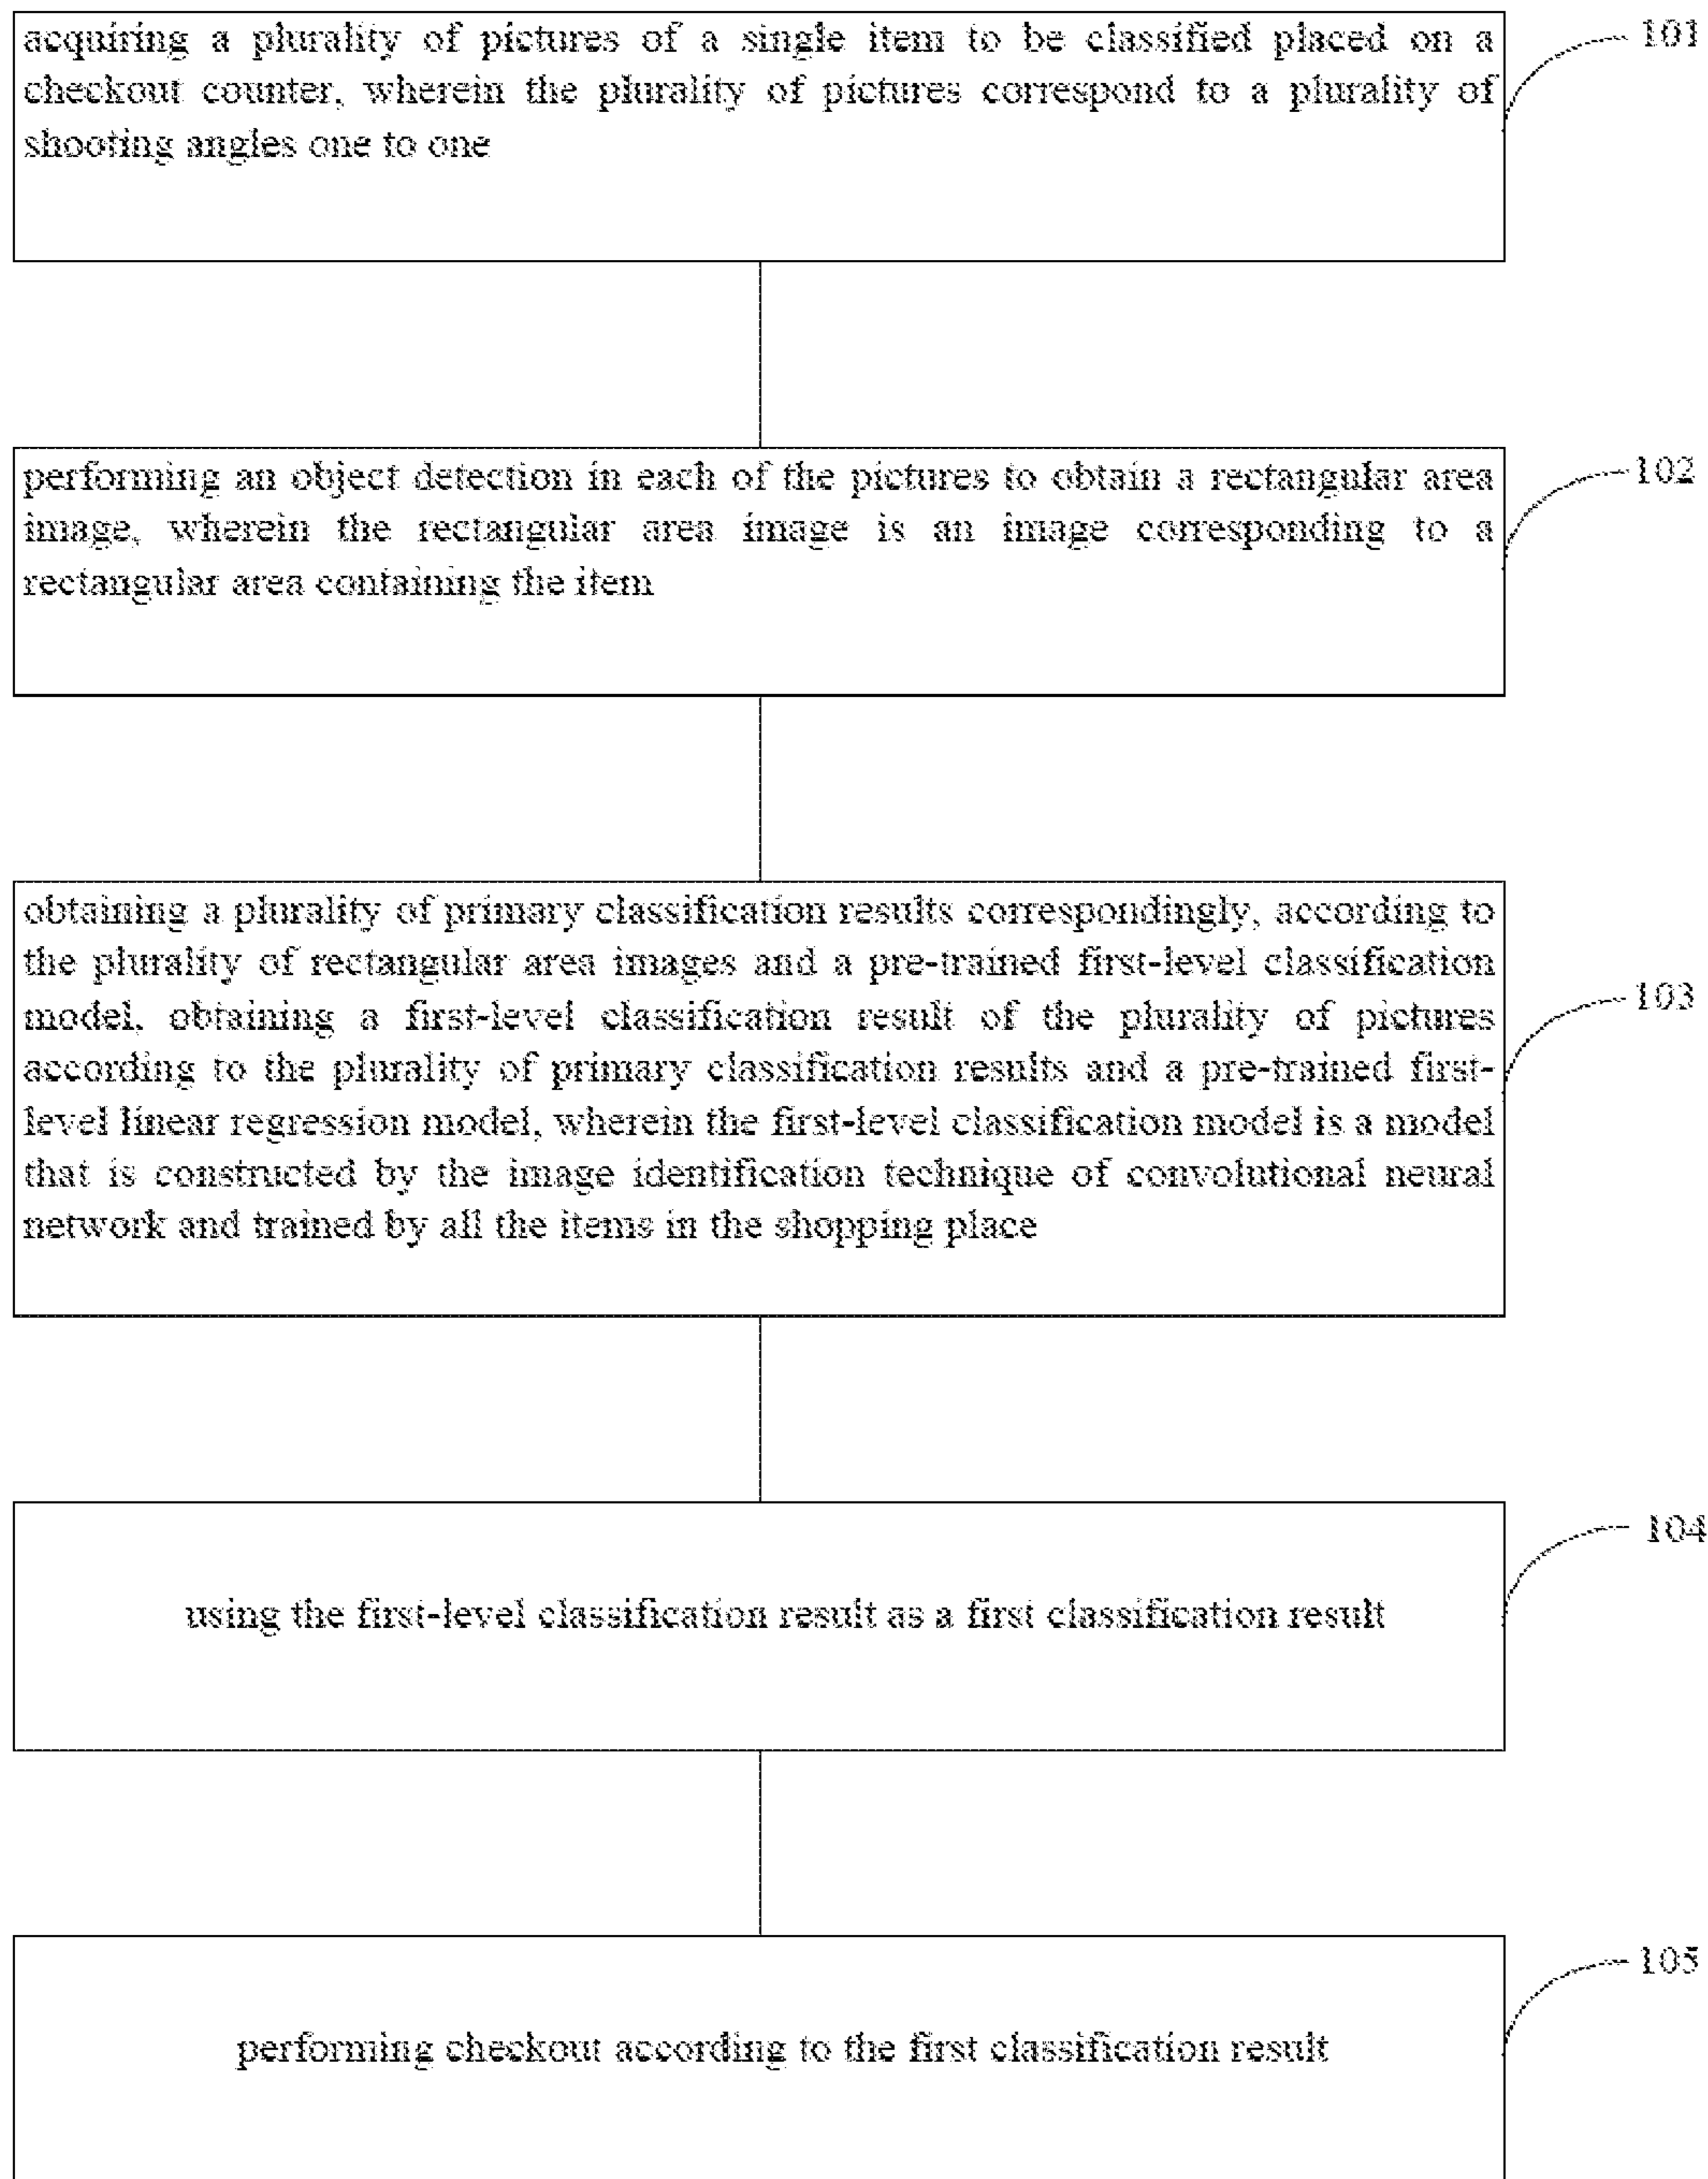 acquiring a plurality of pictures of a single item to be classified placed on a
101
checkout counter, wherein the plurality of pictures correspond to a plurality of
shooting angles one to one
performing an object detection in each of the pictures to obtain a rectangular area
102
image, wherein the rectangular area image is an image corresponding to a
rectangular area containing the item
obtaining a plurality of primary classification results correspondingly, according to
the plurality of rectangular area images and a pre-trained first-level classification
model, obtaining a first-level classification result of the plurality of pictures
103
according to the plurality of primary classification results and a pre-trained first-
level linear regression model, wherein the first-level classification model is a model
that is constructed by the image identification technique of convolutional neural
network and trained by all the items in the shopping place
104
using the first-level classification result as a first classification result
105
performing checkout according to the first classification result